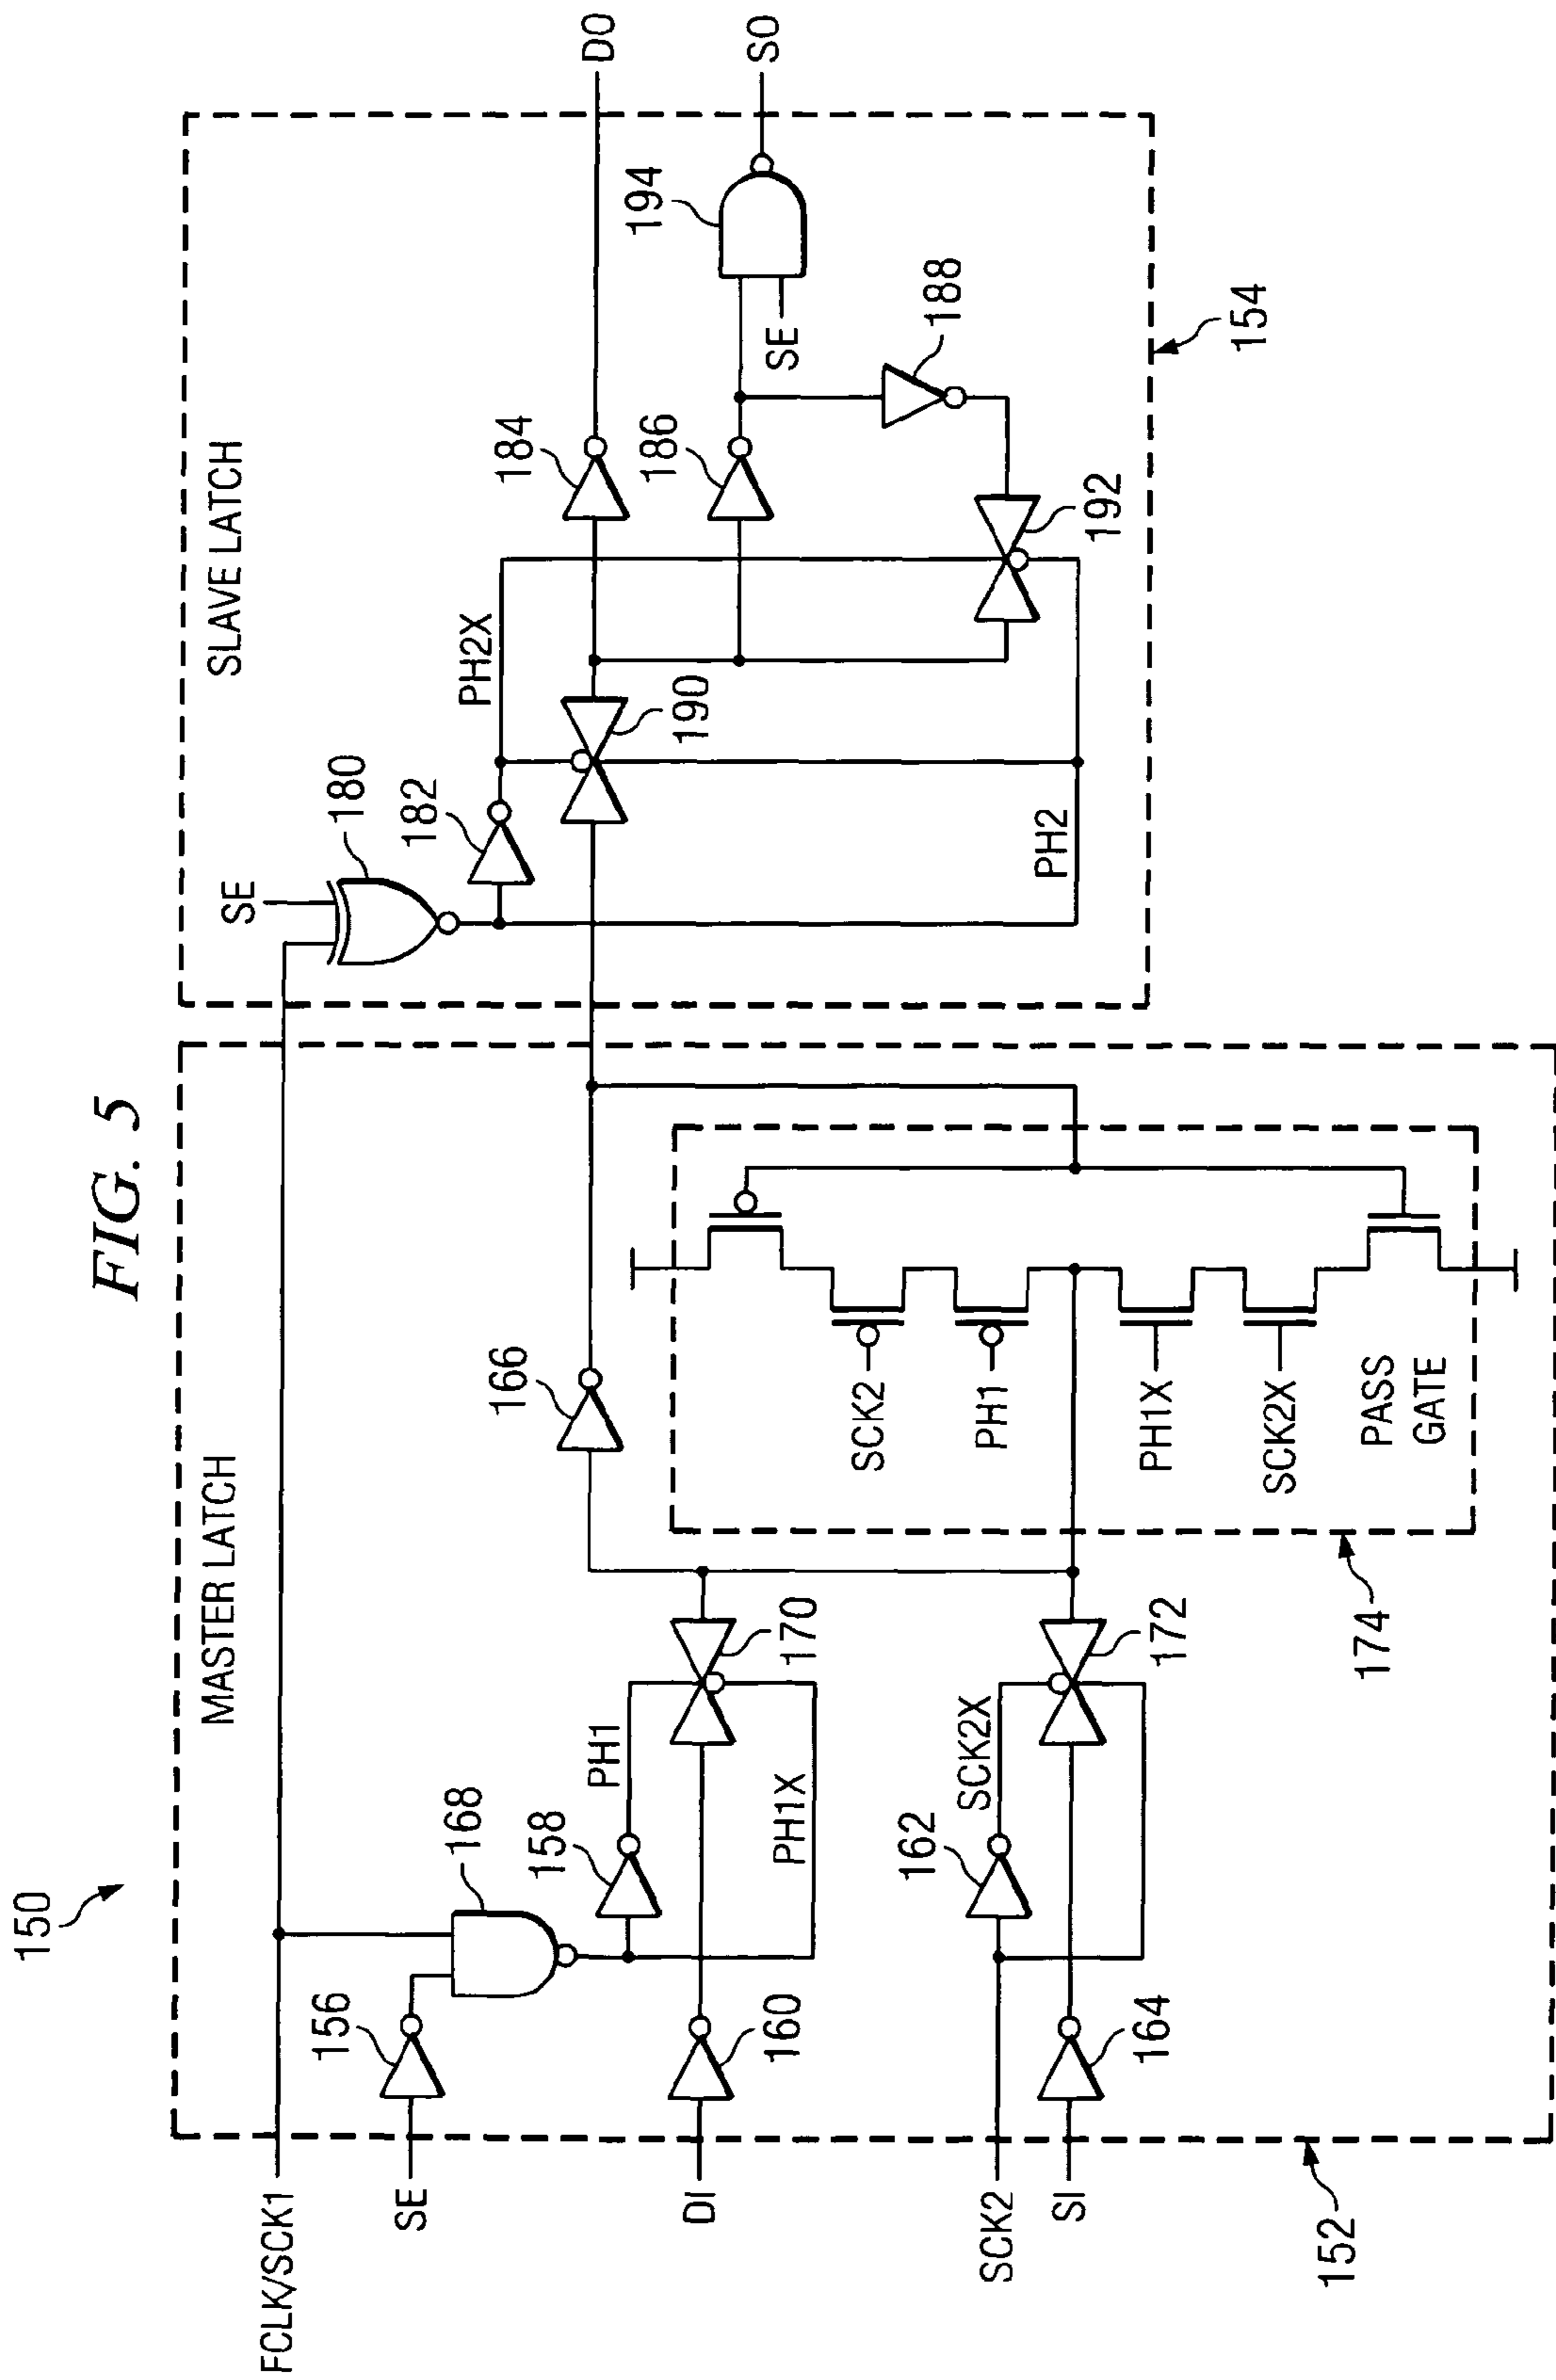 FIG. 5
150
MASTER LATCH
SLAVE LATCH
FCLK/SCK1
SE
156
168
158
PH1
PH1X
170
DI
160
SCK2
162
SCK2X
172
SI
164
152
166
SCK2
PH1
PH1X
SCK2X
PASS
GATE
174
SE
180
182
PH2X
190
PH2
184
186
188
192
SE
194
154
DO
SO